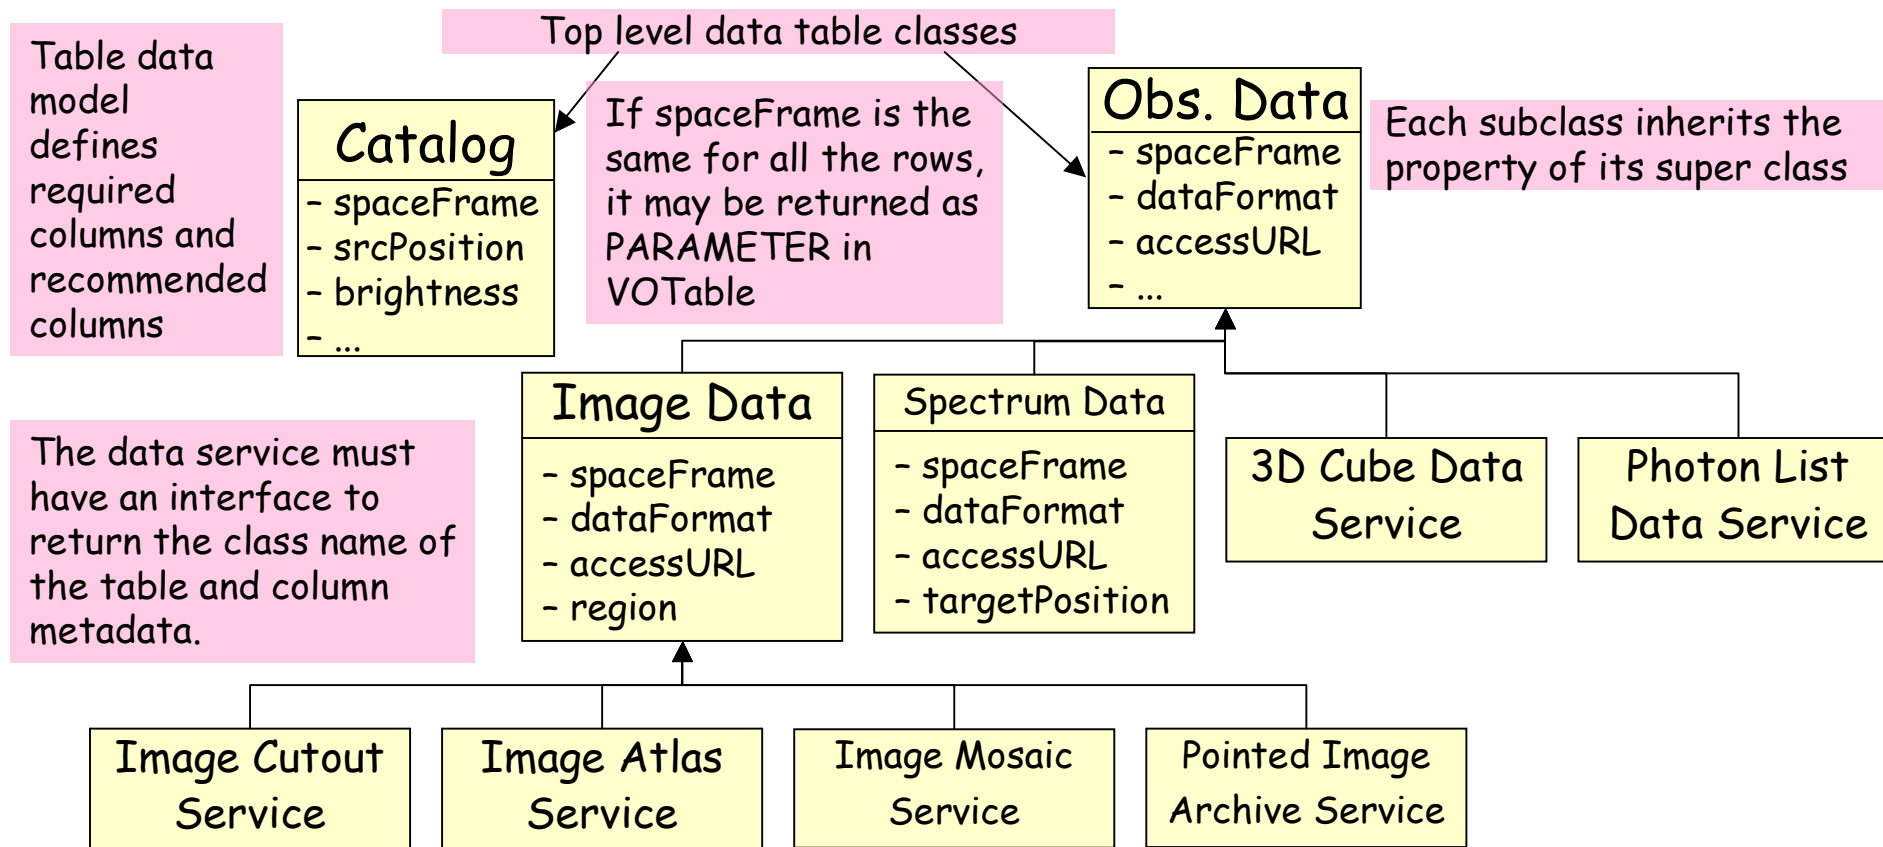 Top level data table classes
Table data
model
defines
required
columns and
recommended
columns
Catalog
- spaceFrame
- srcPosition
- brightness
- ...
If spaceFrame is the
same for all the rows,
it may be returned as
PARAMETER in
VOTable
Obs. Data
- spaceFrame
- dataFormat
- accessURL
- ...
Each subclass inherits the
property of its super class
The data service must
have an interface to
return the class name of
the table and column
metadata.
Image Data
- spaceFrame
- dataFormat
- accessURL
- region
Spectrum Data
- spaceFrame
- dataFormat
- accessURL
- targetPosition
3D Cube Data
Service
Photon List
Data Service
Image Cutout
Service
Image Atlas
Service
Image Mosaic
Service
Pointed Image
Archive Service